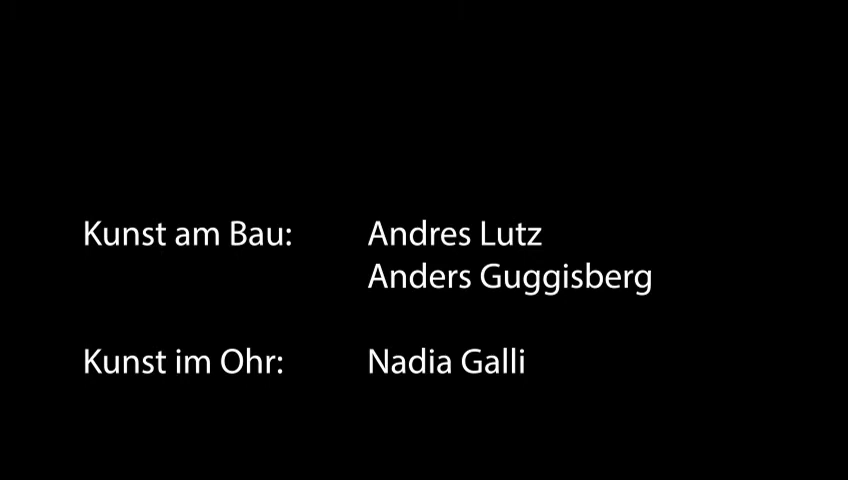 Kunst am Bau: Andres Lutz
Anders Guggisberg
Kunst im Ohr: Nadia Galli